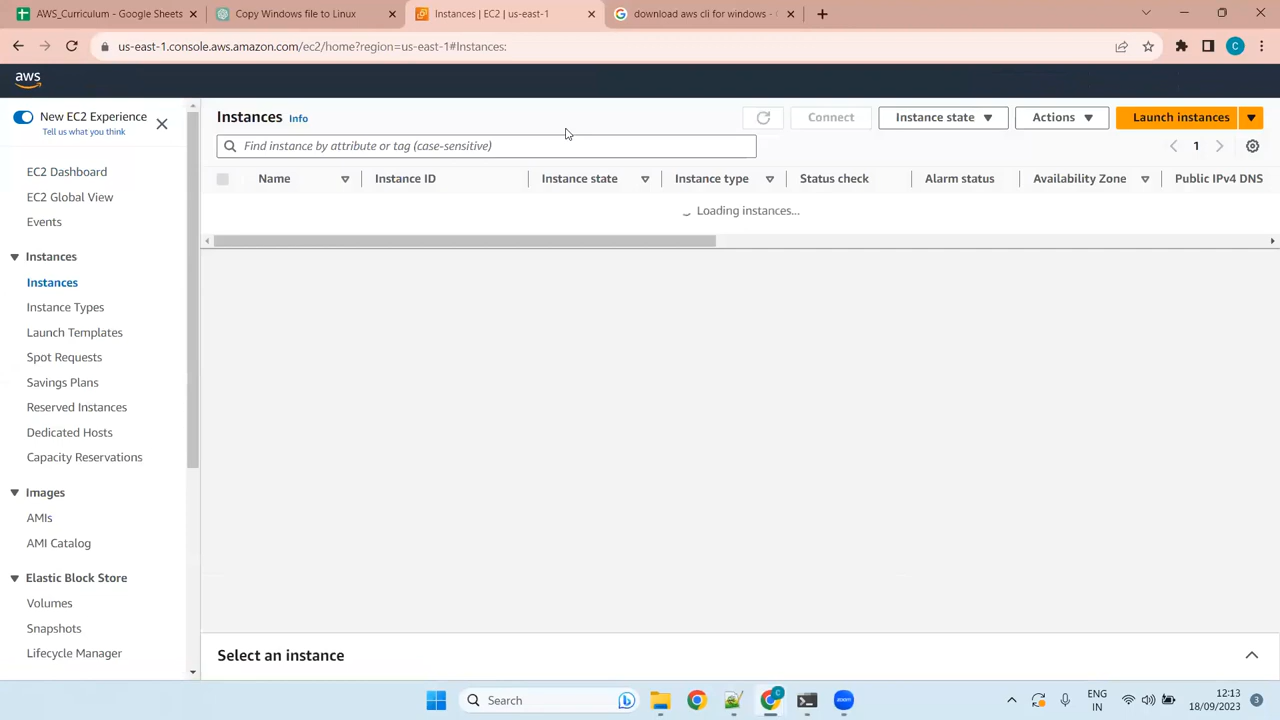 AWS_Curriculum - Google Sheets
Copy Windows file to Linux
Instances | EC2 | us-east-1
download aws cli for windows -
us-east-1.console.aws.amazon.com/ec2/home?region=us-east-1#Instances:
C
aws
New EC2 Experience
Tell us what you think
EC2 Dashboard
EC2 Global View
Events
Instances
Instances
Instance Types
Launch Templates
Spot Requests
Savings Plans
Reserved Instances
Dedicated Hosts
Capacity Reservations
Images
AMIs
AMI Catalog
Elastic Block Store
Volumes
Snapshots
Lifecycle Manager
Instances Info
Connect
Instance state
Actions
Launch instances
Find instance by attribute or tag (case-sensitive)
1
Name Instance ID Instance state Instance type Status check Alarm status Availability Zone Public IPv4 DNS
Loading instances...
Select an instance
Search
C
zoom
ENG
IN
12:13
18/09/2023
3